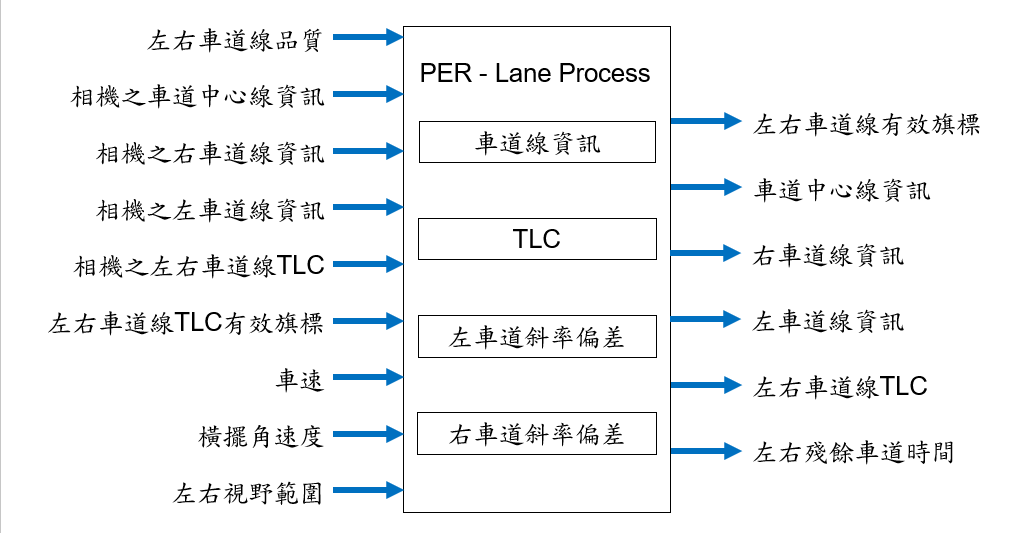 左右車道線品質
相機之車道中心線資訊
相機之右車道線資訊
相機之左車道線資訊
相機之左右車道線TLC
左右車道線TLC有效旗標
車速
橫擺角速度
左右視野範圍
PER - Lane Process
車道線資訊
TLC
左車道斜率偏差
右車道斜率偏差
左右車道線有效旗標
車道中心線資訊
右車道線資訊
左車道線資訊
左右車道線TLC
左右殘餘車道時間